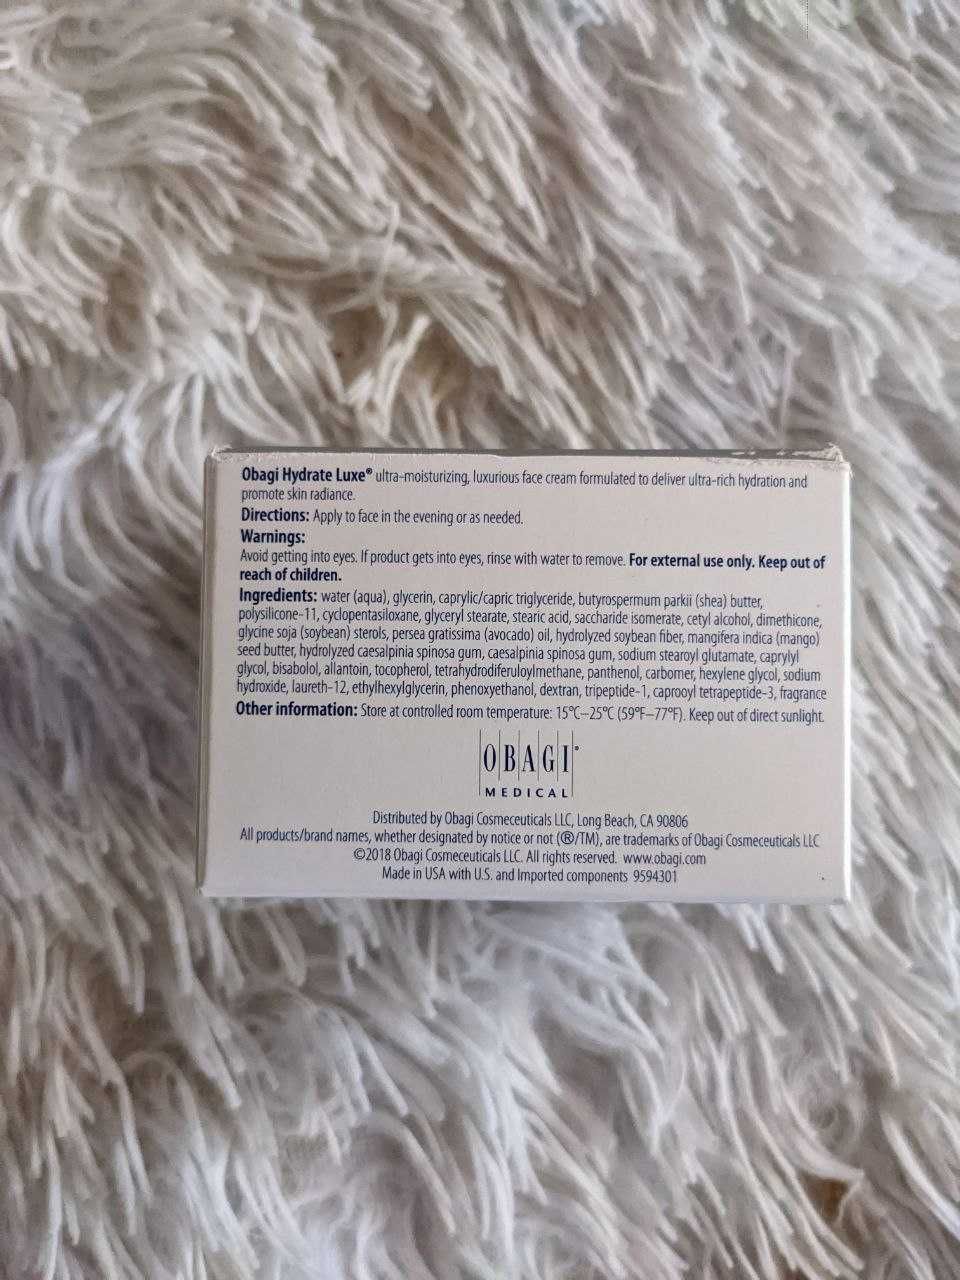 Obagi Hydrate Luxe® ultra-moisturizing, luxurious face cream formulated to deliver ultra-rich hydration and
promote skin radiance.
Directions: Apply to face in the evening or as needed.
Warnings:
Avoid getting into eyes. If product gets into eyes, rinse with water to remove. For external use only. Keep out of
reach of children.
Ingredients: water (aqua), glycerin, caprylic/capric triglyceride, butyrospermum parkii (shea) butter,
polysilicone-11, cyclopentasiloxane, glyceryl stearate, stearic acid, saccharide isomerate, cetyl alcohol, dimethicone,
glycine soja (soybean) sterols, persea gratissima (avocado) oil, hydrolyzed soybean fiber, mangifera indica (mango)
seed butter, hydrolyzed caesalpinia spinosa gum, caesalpinia spinosa gum, sodium stearoyl glutamate, caprylyl
glycol, bisabolol, allantoin, tocopherol, tetrahydrodiferuloylmethane, panthenol, carbomer, hexylene glycol, sodium
hydroxide, laureth-12, ethylhexylglycerin, phenoxyethanol, dextran, tripeptide-1, caprooyl tetrapeptide-3, fragrance
Other information: Store at controlled room temperature: 15°C–25°C (59°F–77°F). Keep out of direct sunlight.
OBAGI®
MEDICAL
Distributed by Obagi Cosmeceuticals LLC, Long Beach, CA 90806
All products/brand names, whether designated by notice or not (®/TM), are trademarks of Obagi Cosmeceuticals LLC
©2018 Obagi Cosmeceuticals LLC. All rights reserved. www.obagi.com
Made in USA with U.S. and Imported components 9594301